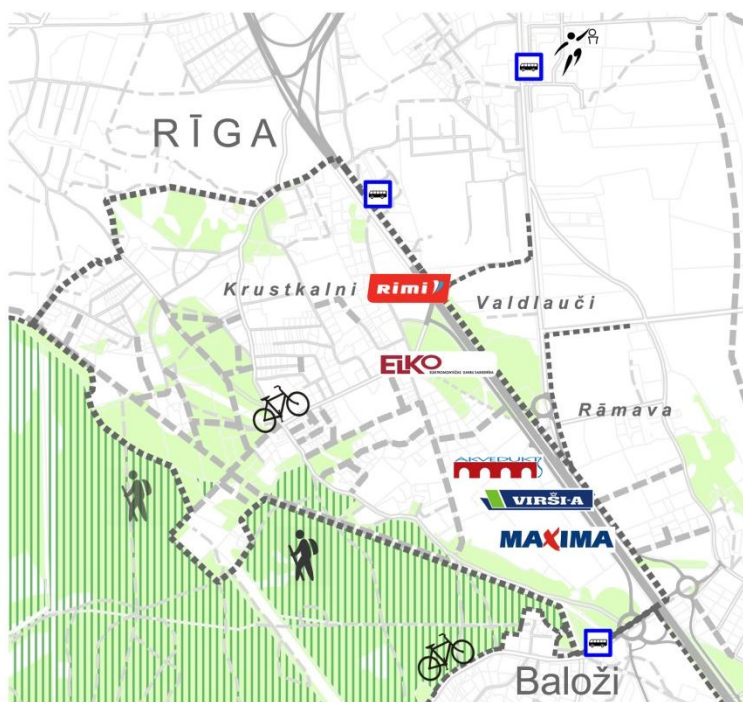 RĪGA
Krustkalni
Rimi
Valdlauči
ELKO
Rāmava
AKVEDUKTS
VIRŠI-A
MAXIMA
Baloži